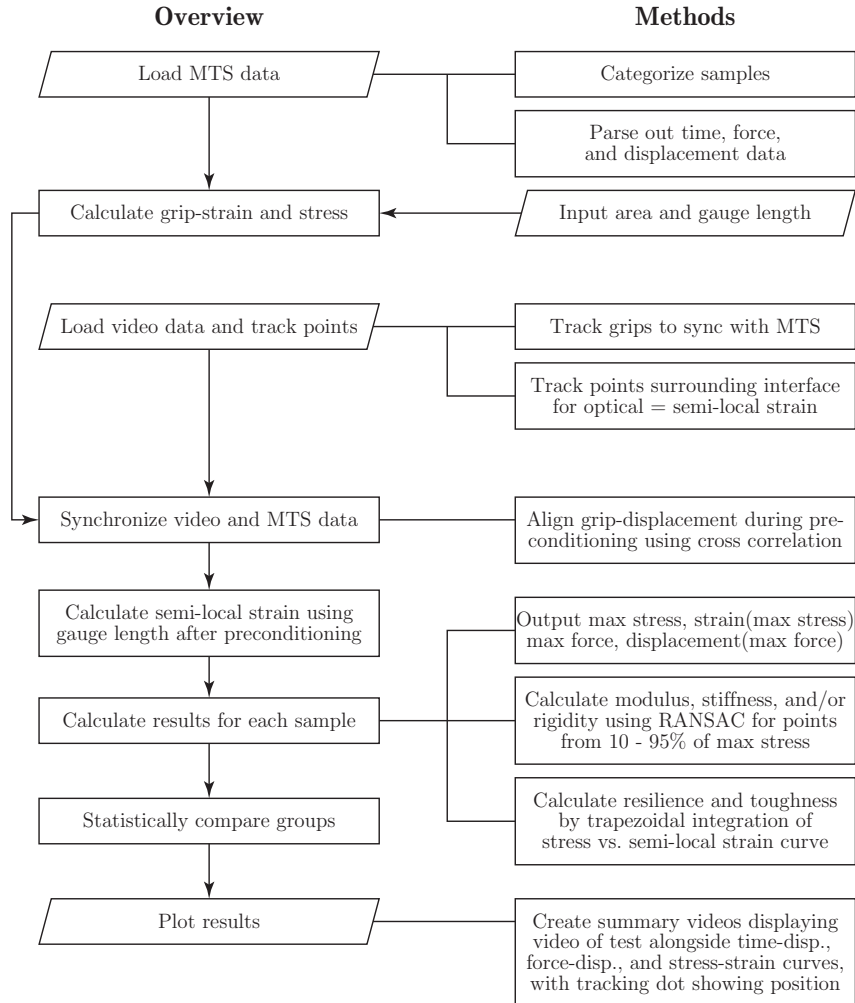 Overview
Methods
Load MTS data
Categorize samples
Parse out time, force,
and displacement data
Calculate grip-strain and stress
Input area and gauge length
Load video data and track points
Track grips to sync with MTS
Track points surrounding interface
for optical = semi-local strain
Synchronize video and MTS data
Align grip-displacement during pre-
conditioning using cross correlation
Calculate semi-local strain using
gauge length after preconditioning
Output max stress, strain(max stress)
max force, displacement(max force)
Calculate results for each sample
Calculate modulus, stiffness, and/or
rigidity using RANSAC for points
from 10 - 95% of max stress
Statistically compare groups
Calculate resilience and toughness
by trapezoidal integration of
stress vs. semi-local strain curve
Plot results
Create summary videos displaying
video of test alongside time-disp.,
force-disp., and stress-strain curves,
with tracking dot showing position